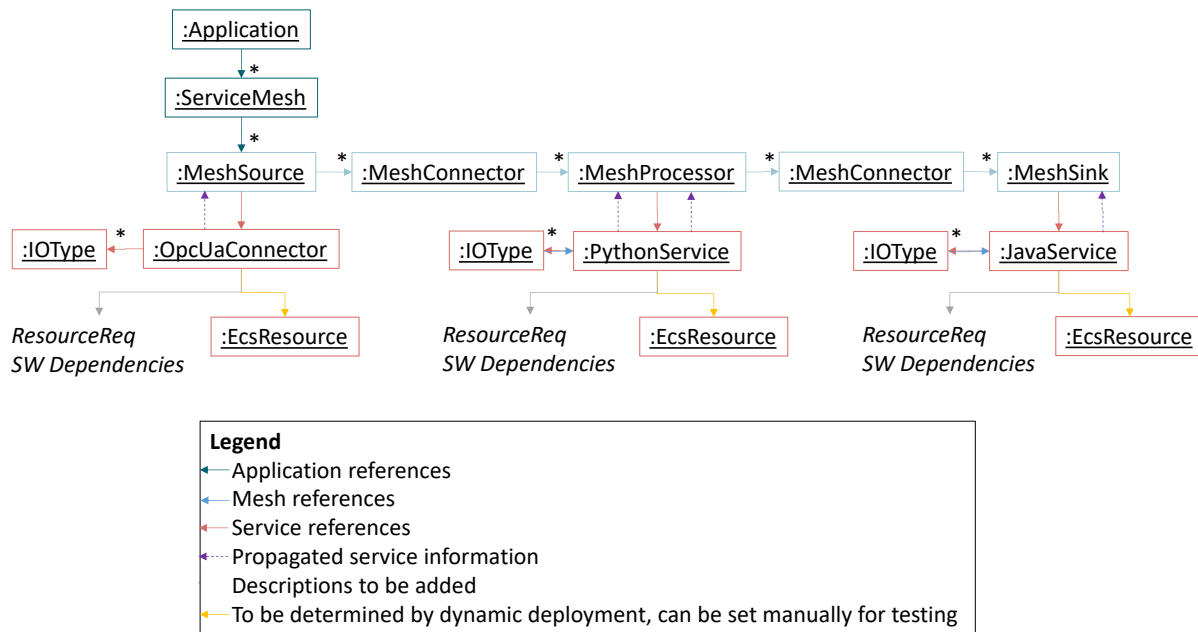 :Application
*
:ServiceMesh
*
:MeshSource
*
:MeshConnector
*
:MeshProcessor
*
:MeshConnector
*
:MeshSink
:IOType
*
:OpcUaConnector
:IOType
*
:PythonService
:IOType
*
:JavaService
ResourceReq
SW Dependencies
:EcsResource
ResourceReq
SW Dependencies
:EcsResource
ResourceReq
SW Dependencies
:EcsResource
Legend
Application references
Mesh references
Service references
Propagated service information
Descriptions to be added
To be determined by dynamic deployment, can be set manually for testing